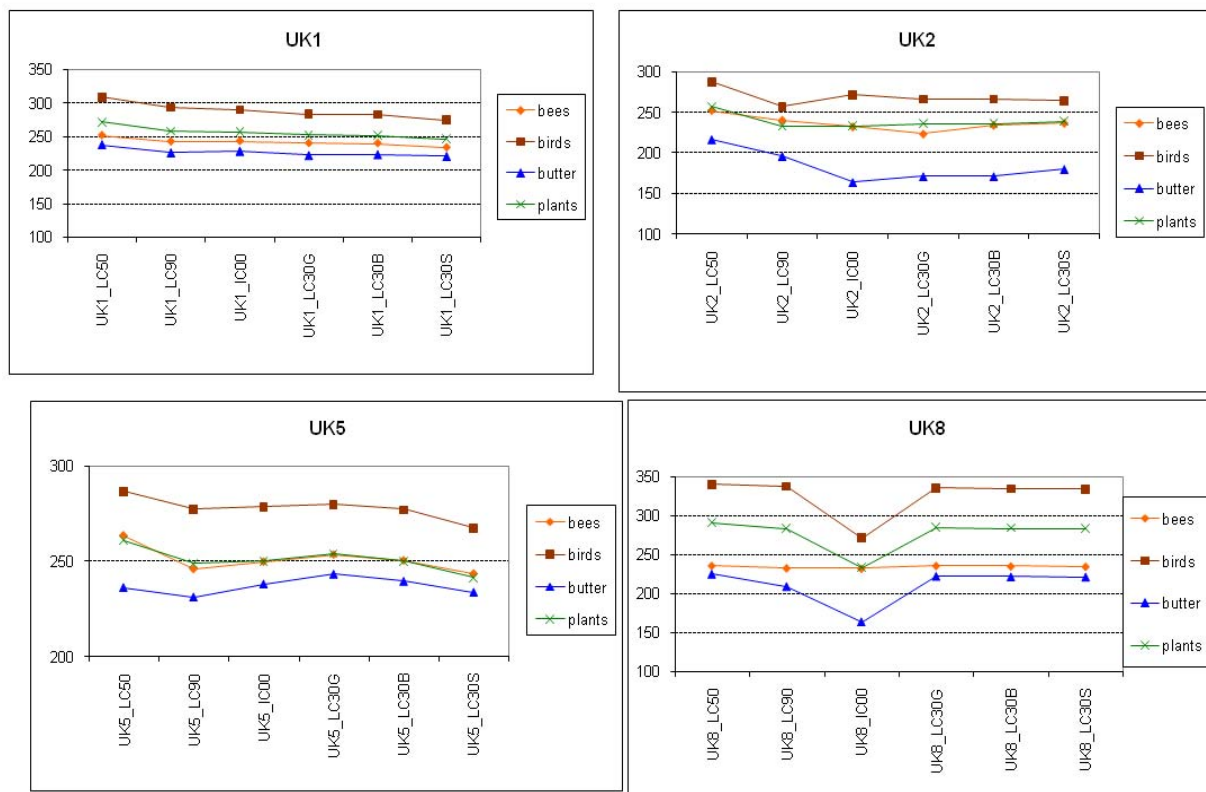 UK1
350
300
250
200
150
100
UK1_LC50
UK1_LC90
UK1_IC00
UK1_LC30G
UK1_LC30B
UK1_LC30S
bees
birds
butter
plants
UK2
300
250
200
150
100
UK2_LC50
UK2_LC90
UK2_IC00
UK2_LC30G
UK2_LC30B
UK2_LC30S
bees
birds
butter
plants
UK5
300
250
200
UK5_LC50
UK5_LC90
UK5_IC00
UK5_LC30G
UK5_LC30B
UK5_LC30S
bees
birds
butter
plants
UK8
350
300
250
200
150
100
UK8_LC50
UK8_LC90
UK8_IC00
UK8_LC30G
UK8_LC30B
UK8_LC30S
bees
birds
butter
plants